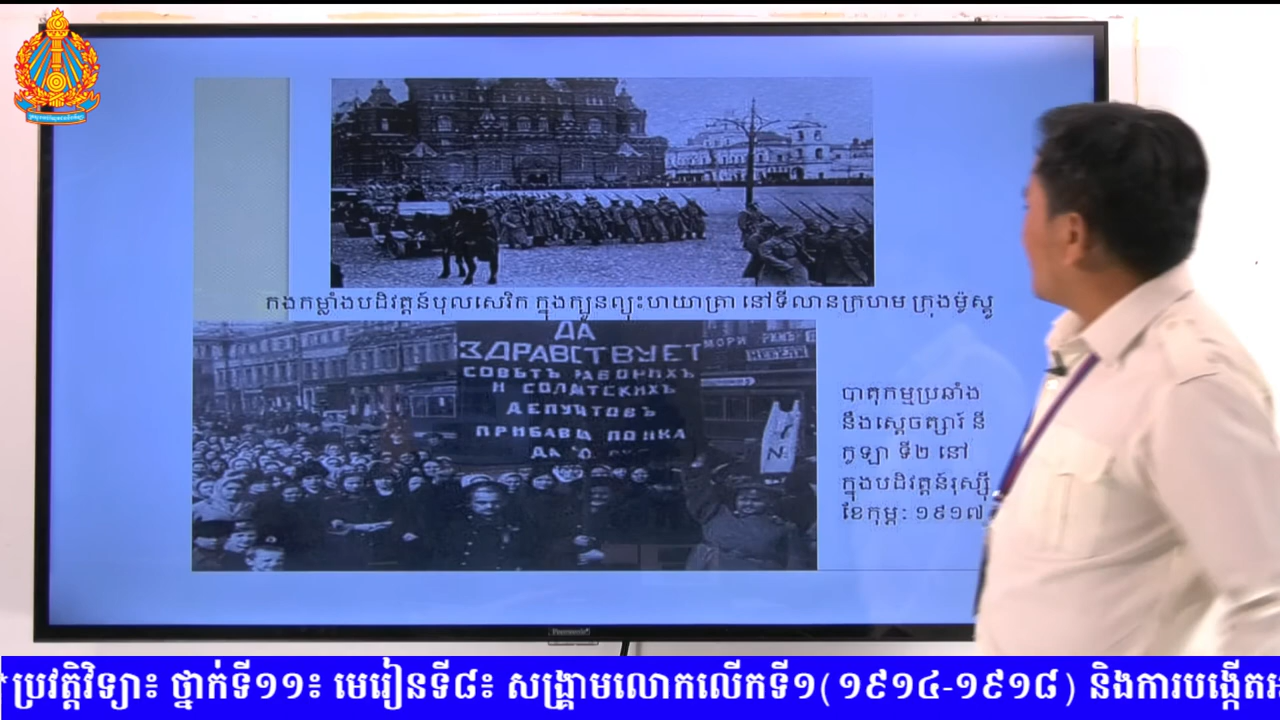 កងកម្លាំងបដិវត្តន៍បុលសេវិក ក្នុងក្បួនព្យុះហយាត្រា នៅទីលានក្រហម ក្រុងម៉ូស្គូ
ДА
ЗДРАВСТВУЕТ
СОВѢТЪ РАБОЧИХЪ
И СОЛДАТСКИХЪ
ДЕПУТАТОВЪ
បាតុកម្មប្រឆាំង
នឹងស្តេចត្សារ៍ នី
កូឡា ទី២ នៅ
ក្នុងបដិវត្តន៍រុស្ស៊ី
ខែកុម្ភៈ ១៩១៧
Panasonic
*ប្រវត្តិវិទ្យា៖ ថ្នាក់ទី១១៖ មេរៀនទី៨៖ សង្គ្រាមលោកលើកទី១(១៩១៤-១៩១៨) និងការបង្កើត